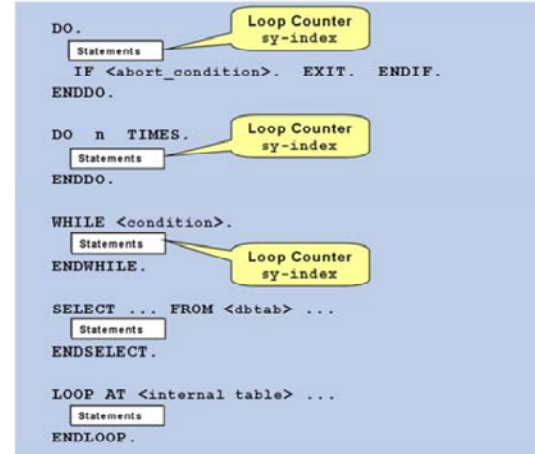 DO.
Loop Counter
sy-index
Statements
IF <abort_condition>. EXIT. ENDIF.
ENDDO.
DO n TIMES.
Loop Counter
sy-index
Statements
ENDDO.
WHILE <condition>.
Statements
Loop Counter
sy-index
ENDWHILE.
SELECT ... FROM <dbtab> ...
Statements
ENDSELECT.
LOOP AT <internal table> ...
Statements
ENDLOOP.